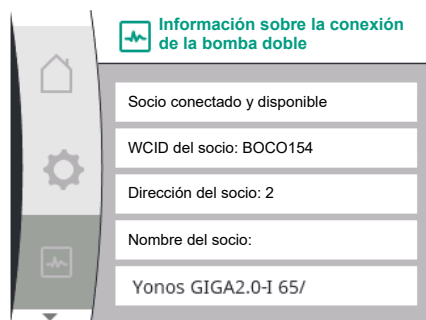 Información sobre la conexión
de la bomba doble
Socio conectado y disponible
WCID del socio: BOCO154
Dirección del socio: 2
Nombre del socio:
Yonos GIGA2.0-I 65/